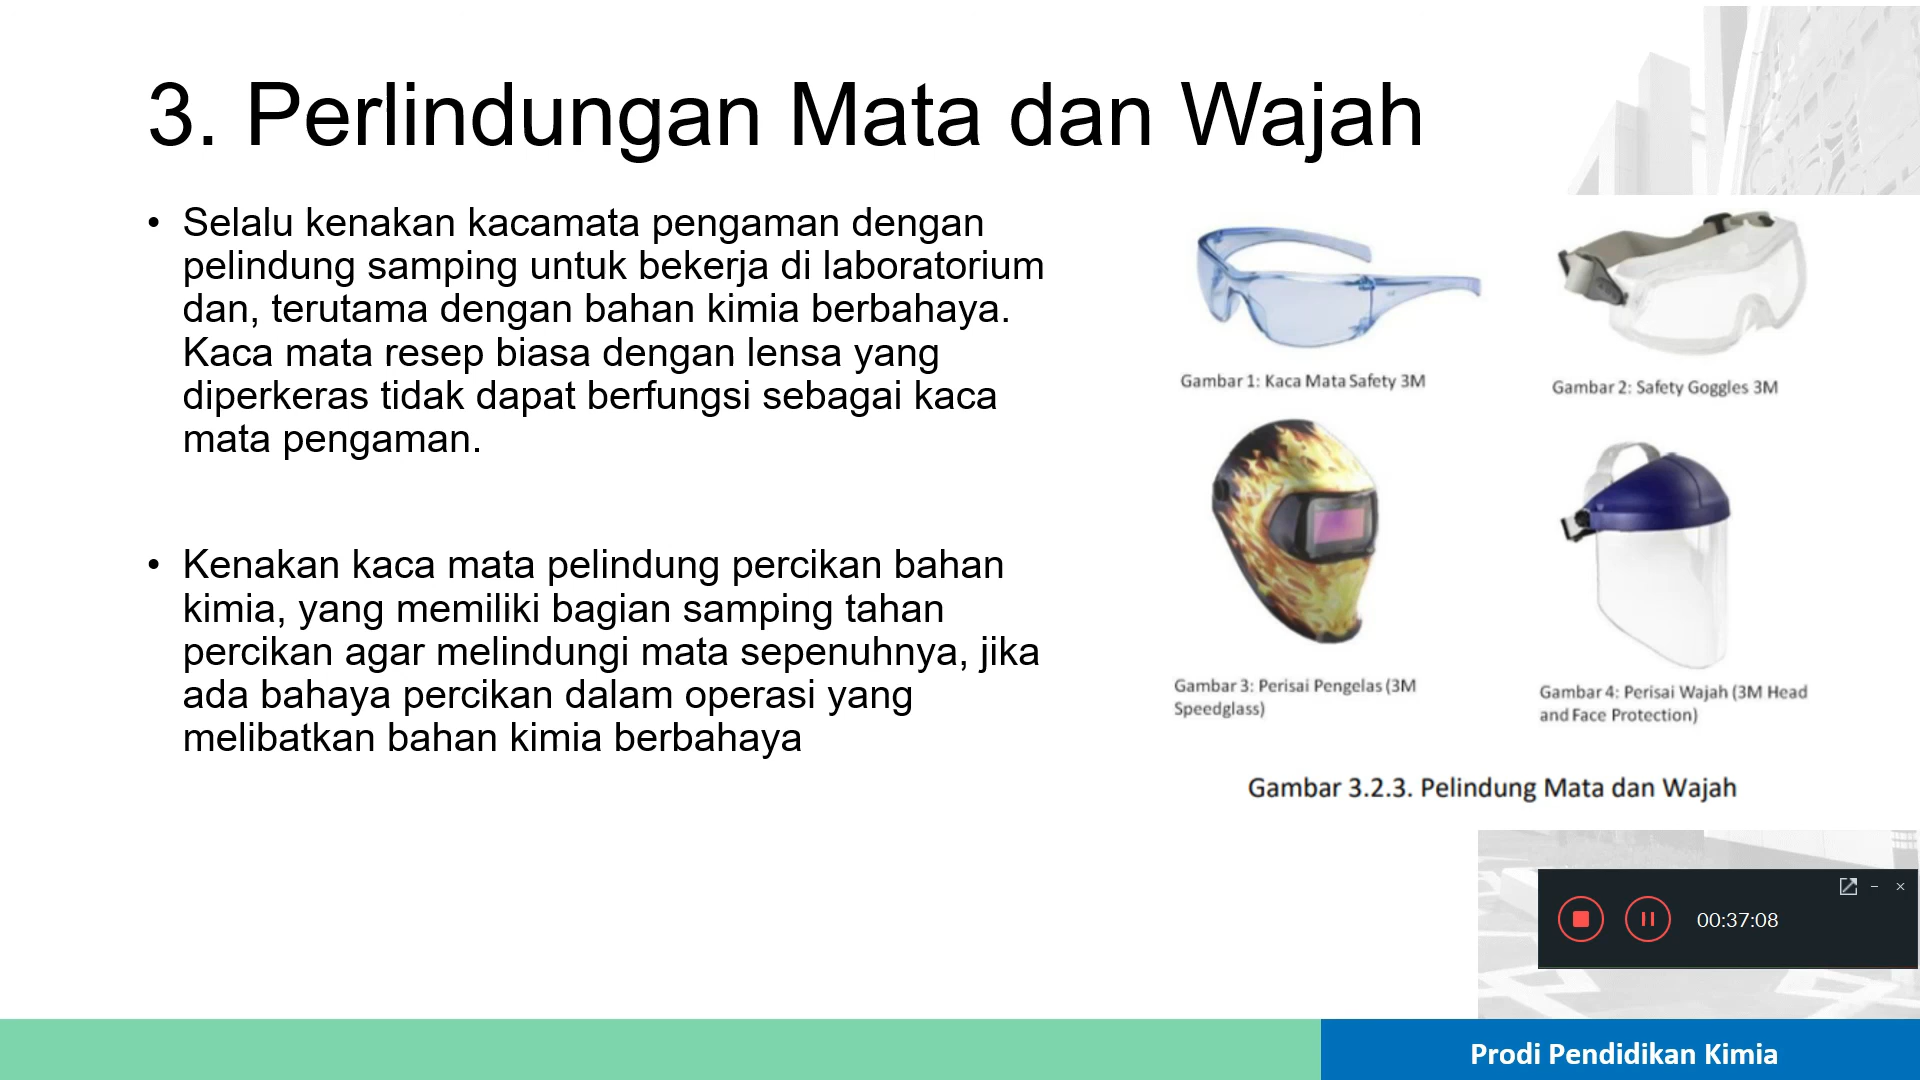 3. Perlindungan Mata dan Wajah
• Selalu kenakan kacamata pengaman dengan
pelindung samping untuk bekerja di laboratorium
dan, terutama dengan bahan kimia berbahaya.
Kaca mata resep biasa dengan lensa yang
diperkeras tidak dapat berfungsi sebagai kaca
mata pengaman.
• Kenakan kaca mata pelindung percikan bahan
kimia, yang memiliki bagian samping tahan
percikan agar melindungi mata sepenuhnya, jika
ada bahaya percikan dalam operasi yang
melibatkan bahan kimia berbahaya
Gambar 1: Kaca Mata Safety 3M
Gambar 2: Safety Goggles 3M
Gambar 3: Perisai Pengelas (3M
Speedglass)
Gambar 4: Perisai Wajah (3M Head
and Face Protection)
Gambar 3.2.3. Pelindung Mata dan Wajah
00:37:08
Prodi Pendidikan Kimia